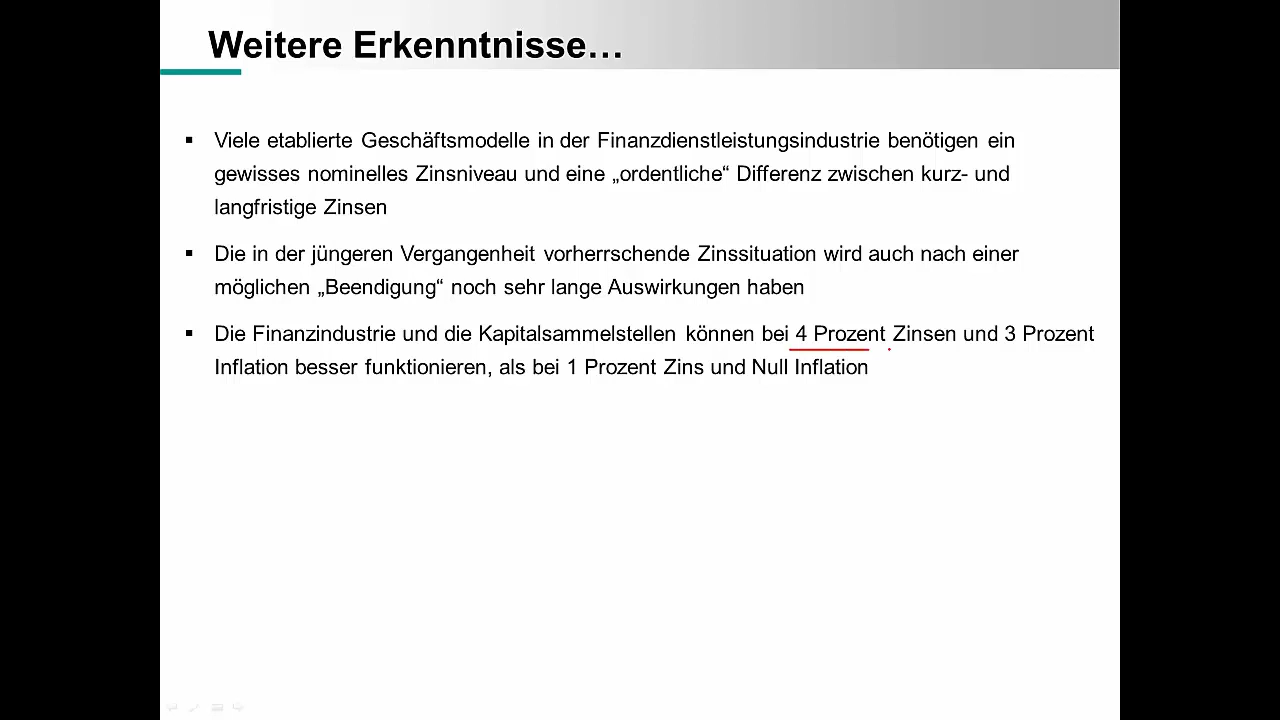 Weitere Erkenntnisse…
▪ Viele etablierte Geschäftsmodelle in der Finanzdienstleistungsindustrie benötigen ein
gewisses nominelles Zinsniveau und eine „ordentliche“ Differenz zwischen kurz- und
langfristige Zinsen
▪ Die in der jüngeren Vergangenheit vorherrschende Zinssituation wird auch nach einer
möglichen „Beendigung“ noch sehr lange Auswirkungen haben
▪ Die Finanzindustrie und die Kapitalsammelstellen können bei 4 Prozent Zinsen und 3 Prozent
Inflation besser funktionieren, als bei 1 Prozent Zins und Null Inflation